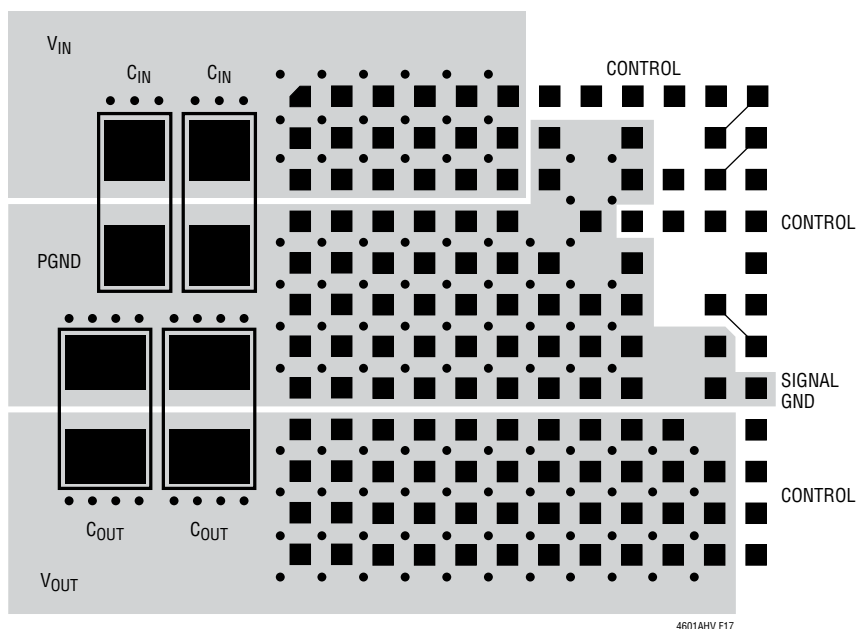 VIN
CIN CIN
CONTROL
CONTROL
PGND
SIGNAL
GND
CONTROL
COUT COUT
VOUT
4601AHV F17